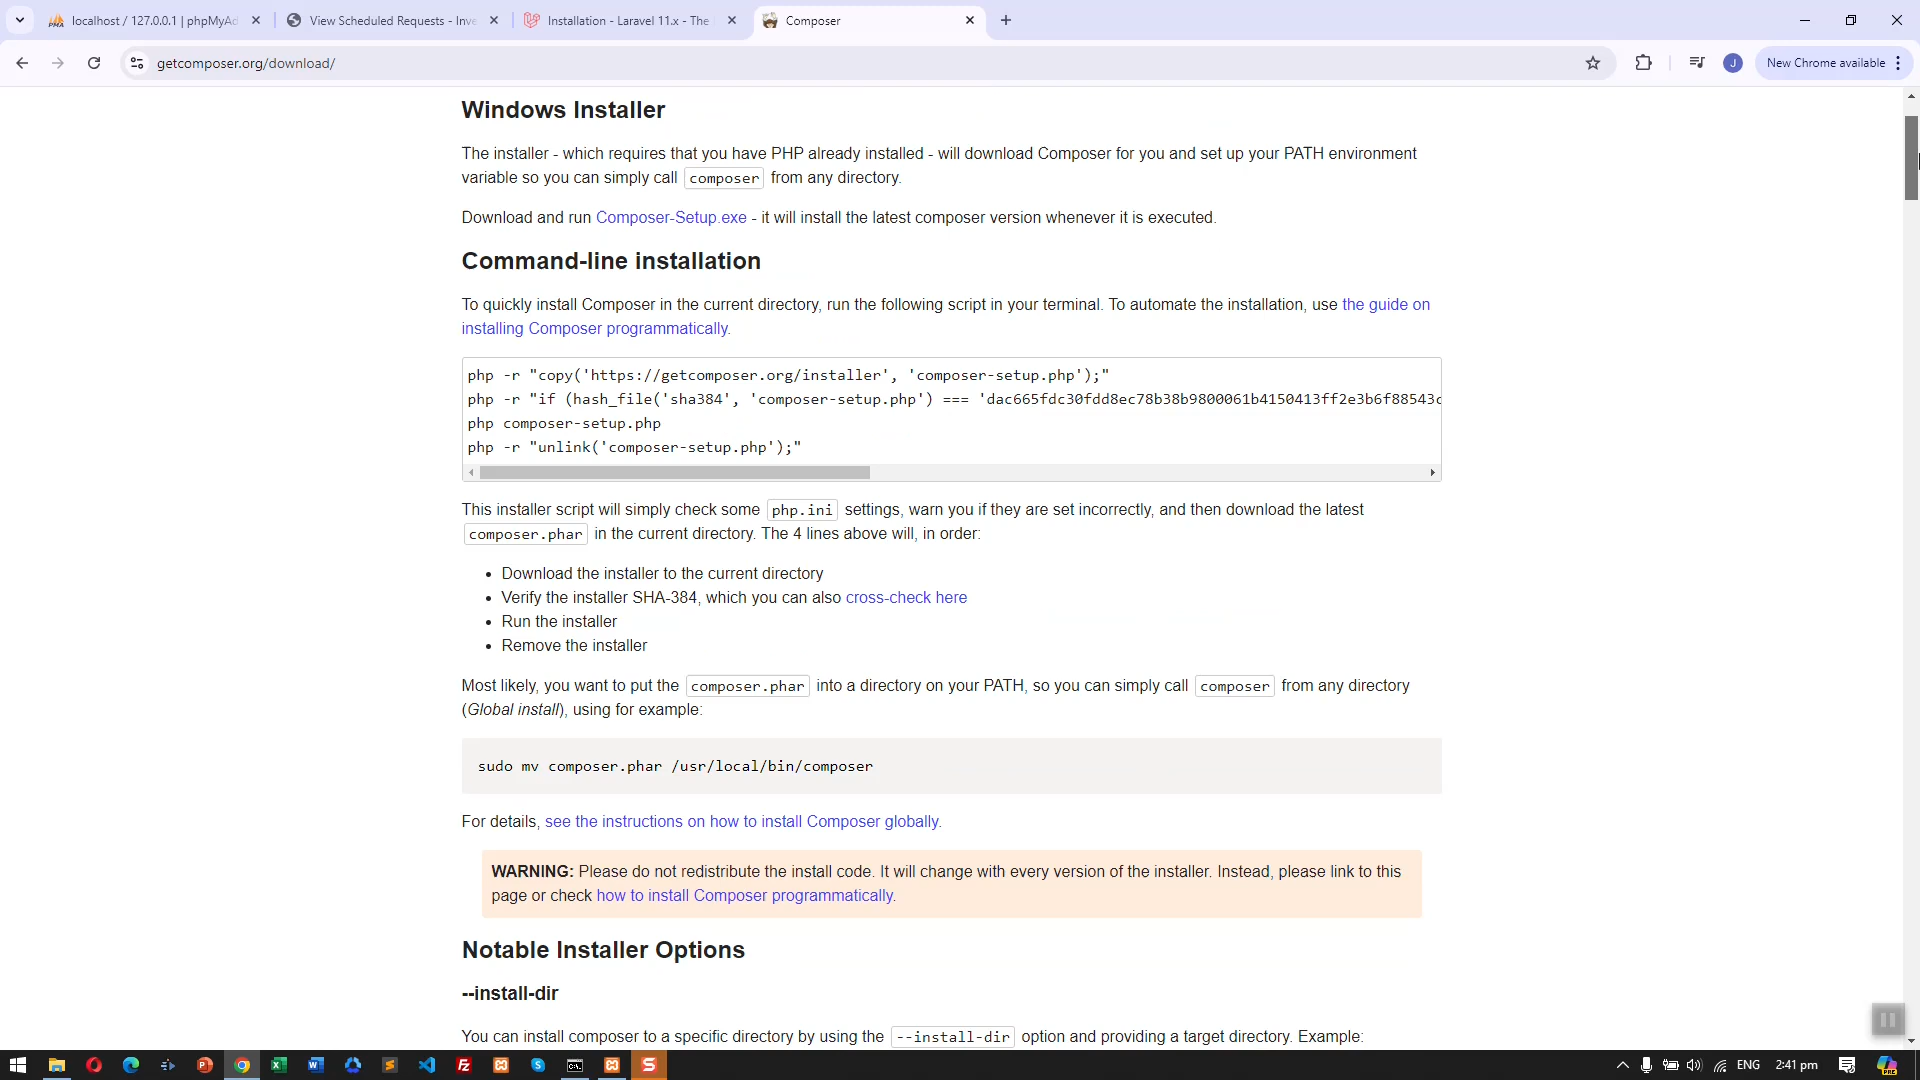 localhost / 127.0.0.1 | phpMyAd
View Scheduled Requests - Inve
Installation - Laravel 11.x - The
Composer
getcomposer.org/download/
New Chrome available
J
Windows Installer
The installer - which requires that you have PHP already installed - will download Composer for you and set up your PATH environment
variable so you can simply call composer from any directory.
Download and run Composer-Setup.exe - it will install the latest composer version whenever it is executed.
Command-line installation
To quickly install Composer in the current directory, run the following script in your terminal. To automate the installation, use the guide on
installing Composer programmatically.
php -r "copy('https://getcomposer.org/installer', 'composer-setup.php');"
php -r "if (hash_file('sha384', 'composer-setup.php') === 'dac665fdc30fdd8ec78b38b9800061b4150413ff2e3b6f88543c
php composer-setup.php
php -r "unlink('composer-setup.php');"
This installer script will simply check some php.ini settings, warn you if they are set incorrectly, and then download the latest
composer.phar in the current directory. The 4 lines above will, in order:
• Download the installer to the current directory
• Verify the installer SHA-384, which you can also cross-check here
• Run the installer
• Remove the installer
Most likely, you want to put the composer.phar into a directory on your PATH, so you can simply call composer from any directory
(Global install), using for example:
sudo mv composer.phar /usr/local/bin/composer
For details, see the instructions on how to install Composer globally.
WARNING: Please do not redistribute the install code. It will change with every version of the installer. Instead, please link to this
page or check how to install Composer programmatically.
Notable Installer Options
--install-dir
You can install composer to a specific directory by using the --install-dir option and providing a target directory. Example:
ENG
2:41 pm